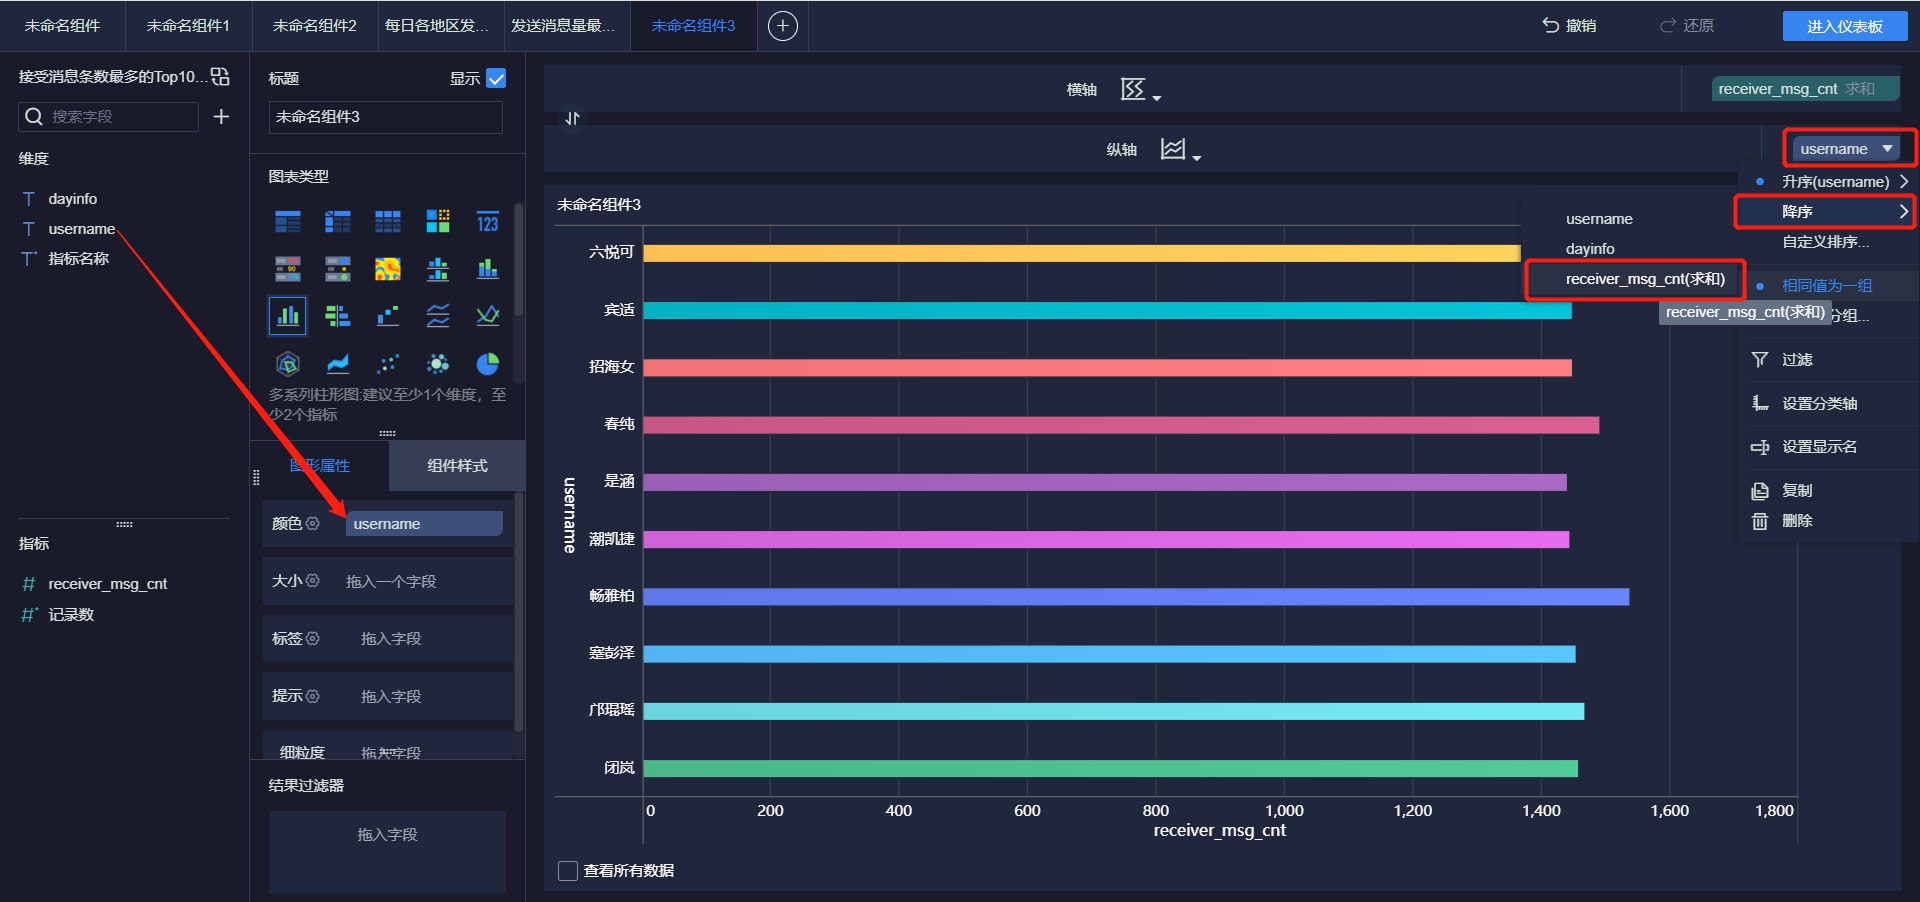 未命名组件
未命名组件1
未命名组件2
每日各地区发...
发送消息量最...
未命名组件3
撤销
还原
进入仪表板
接受消息条数最多的Top10...
搜索字段
维度
dayinfo
username
指标名称
指标
receiver_msg_cnt
记录数
标题
显示
未命名组件3
图表类型
123
90
多系列柱形图:建议至少1个维度，至
少2个指标
图形属性
组件样式
颜色
username
大小
拖入一个字段
标签
拖入字段
提示
拖入字段
细粒度
拖入字段
结果过滤器
拖入字段
横轴
receiver_msg_cnt 求和
纵轴
username
未命名组件3
六悦可
宾适
招海女
春纯
是涵
潮凯捷
畅雅柏
蹇彭泽
邝琨瑶
闭岚
username
0
200
400
600
800
1,000
1,200
1,400
1,600
1,800
receiver_msg_cnt
查看所有数据
升序(username)
降序
自定义排序...
相同值为一组
分组...
过滤
设置分类轴
设置显示名
复制
删除
username
dayinfo
receiver_msg_cnt(求和)
receiver_msg_cnt(求和)